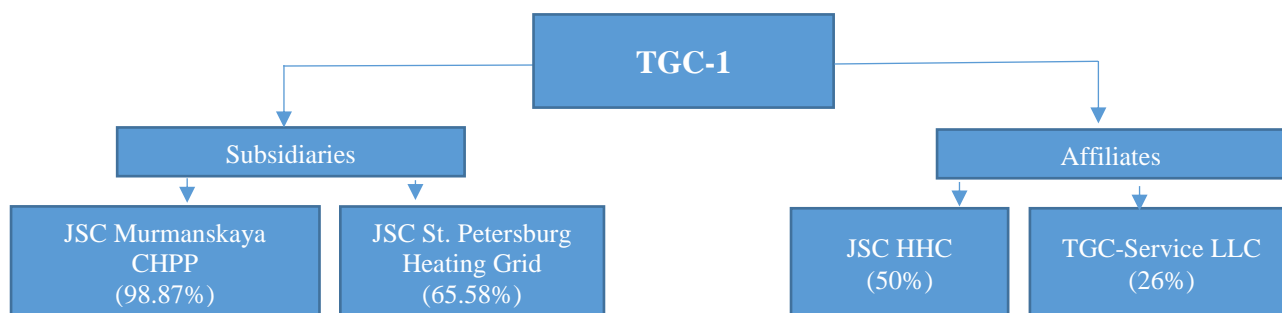 TGC-1
Subsidiaries
Affiliates
JSC Murmanskaya
CHPP
(98.87%)
JSC St. Petersburg
Heating Grid
(65.58%)
JSC HHC
(50%)
TGC-Service LLC
(26%)